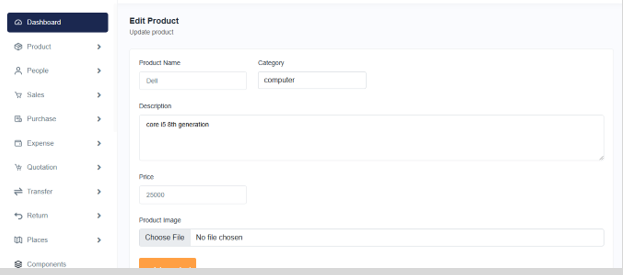 Dashboard
Product
People
Sales
Purchase
Expense
Quotation
Transfer
Return
Places
Components
Edit Product
Update product
Product Name
Category
Dell
computer
Description
core i5 8th generation
Price
25000
Product Image
Choose File No file chosen